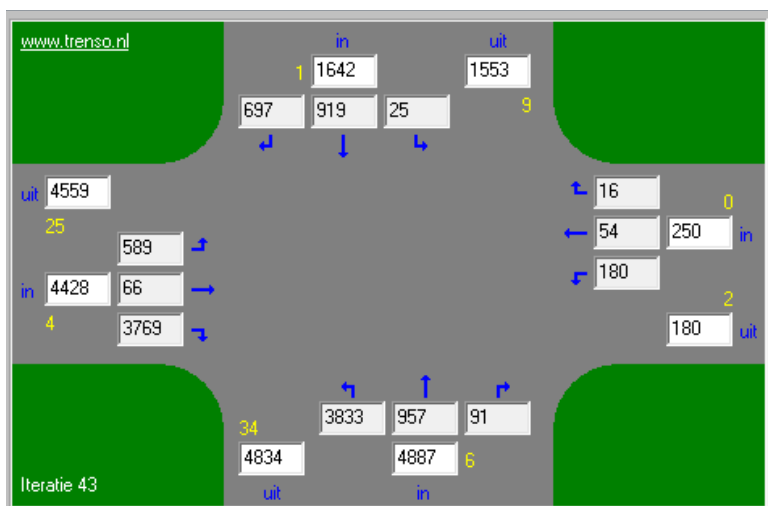 www.trenso.nl
in uit
1 1642 1553
697 919 25 9
uit 4559
25
589
in 4428 66
4 3769
16 0
54 250 in
180
2
180 uit
3833 957 91
34
4834 4887 6
uit in
Iteratie 43